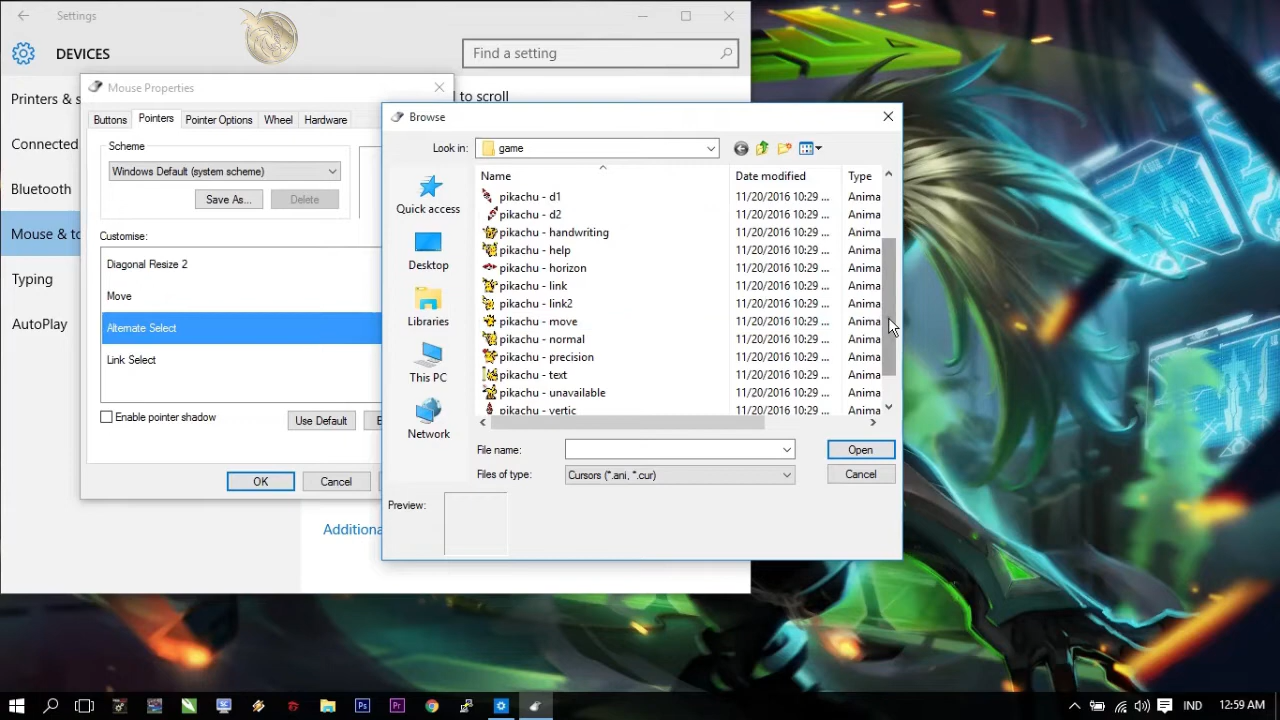 Settings
DEVICES
Find a setting
Printers & s
Connected
Bluetooth
Mouse & to
Typing
AutoPlay
l to scroll
Additiona
Mouse Properties
Buttons
Pointers
Pointer Options
Wheel
Hardware
Scheme
Windows Default (system scheme)
Save As...
Delete
Customise:
Diagonal Resize 2
Move
Alternate Select
Link Select
Enable pointer shadow
Use Default
OK
Cancel
Browse
Look in:
game
Quick access
Desktop
Libraries
This PC
Network
Name Date modified Type
pikachu - d1 11/20/2016 10:29 ... Anima
pikachu - d2 11/20/2016 10:29 ... Anima
pikachu - handwriting 11/20/2016 10:29 ... Anima
pikachu - help 11/20/2016 10:29 ... Anima
pikachu - horizon 11/20/2016 10:29 ... Anima
pikachu - link 11/20/2016 10:29 ... Anima
pikachu - link2 11/20/2016 10:29 ... Anima
pikachu - move 11/20/2016 10:29 ... Anima
pikachu - normal 11/20/2016 10:29 ... Anima
pikachu - precision 11/20/2016 10:29 ... Anima
pikachu - text 11/20/2016 10:29 ... Anima
pikachu - unavailable 11/20/2016 10:29 ... Anima
pikachu - vertic 11/20/2016 10:29 ... Anima
File name:
Open
Files of type: Cursors (*.ani, *.cur)
Cancel
Preview:
Ps
Pr
IND
12:59 AM